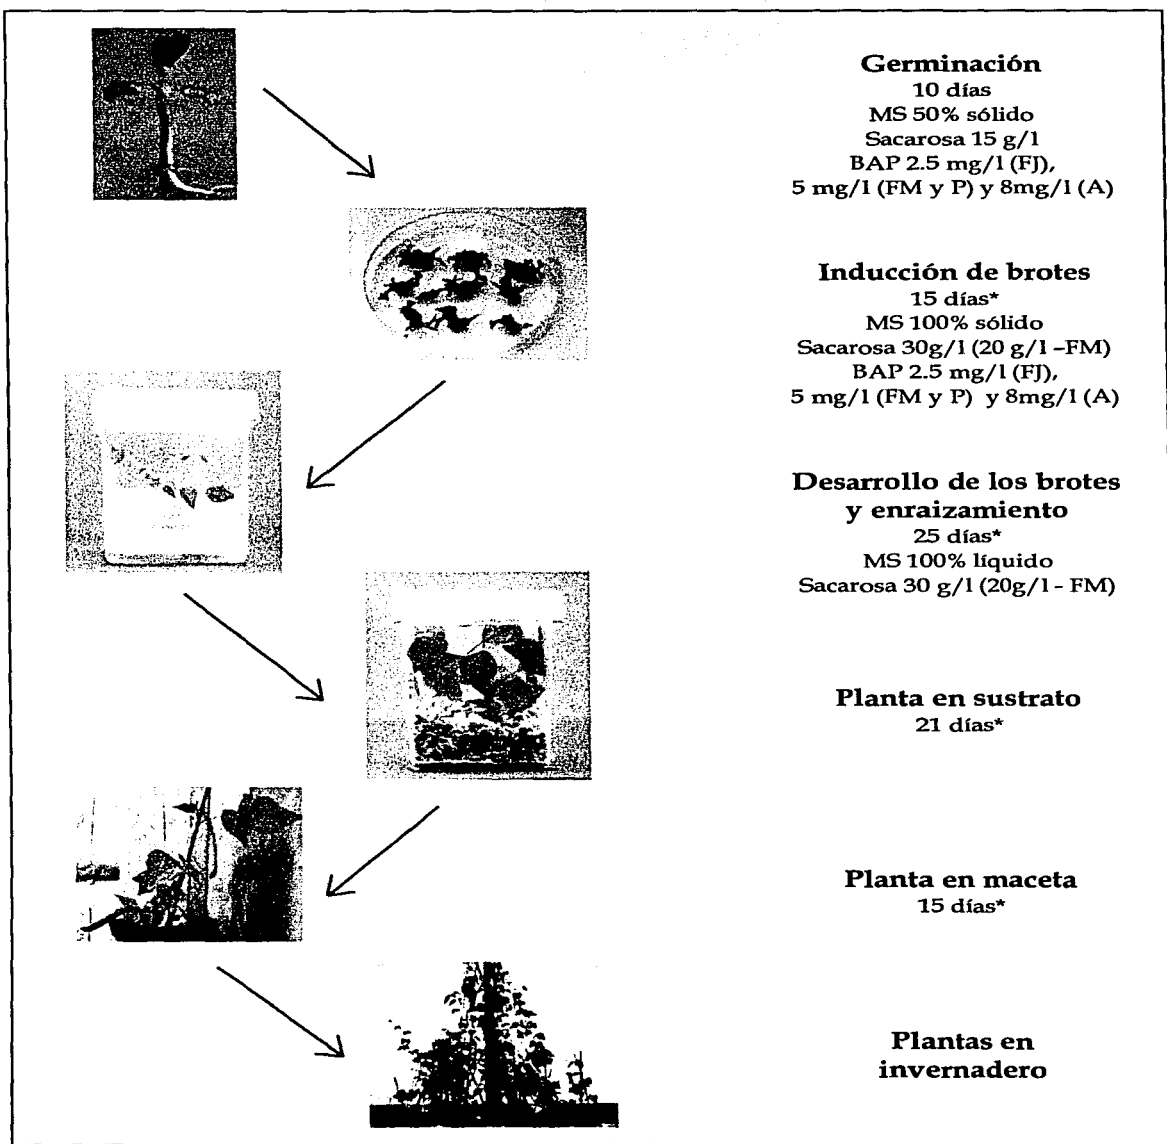 Germinación
10 días
MS 50% sólido
Sacarosa 15 g/l
BAP 2.5 mg/l (FJ),
5 mg/l (FM y P) y 8mg/l (A)
Inducción de brotes
15 días*
MS 100% sólido
Sacarosa 30g/l (20 g/l –FM)
BAP 2.5 mg/l (FJ),
5 mg/l (FM y P) y 8mg/l (A)
Desarrollo de los brotes
y enraizamiento
25 días*
MS 100% líquido
Sacarosa 30 g/l (20g/l - FM)
Planta en sustrato
21 días*
Planta en maceta
15 días*
Plantas en
invernadero